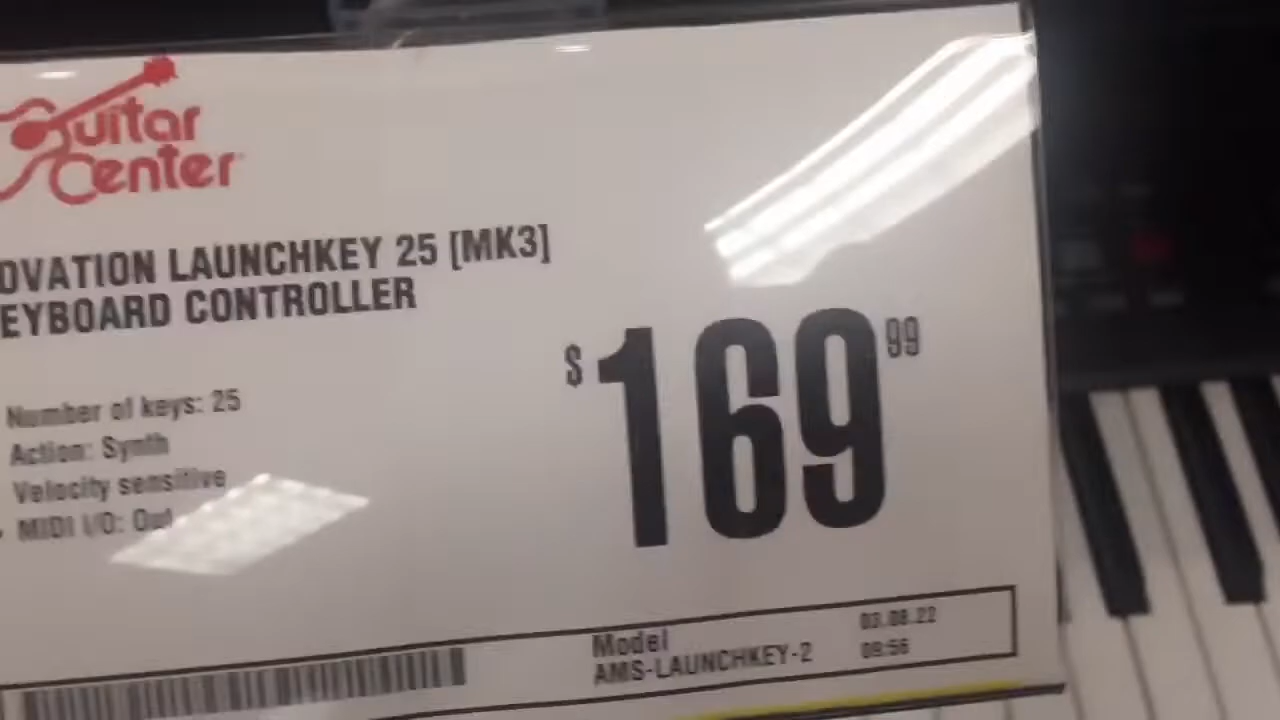 Guitar
Center
OVATION LAUNCHKEY 25 [MK3]
EYBOARD CONTROLLER
$169.99
Number of keys: 25
Action: Synth
Velocity sensitive
MIDI I/O: Out
Model
AMS-LAUNCHKEY-2
03.08.22
09:56